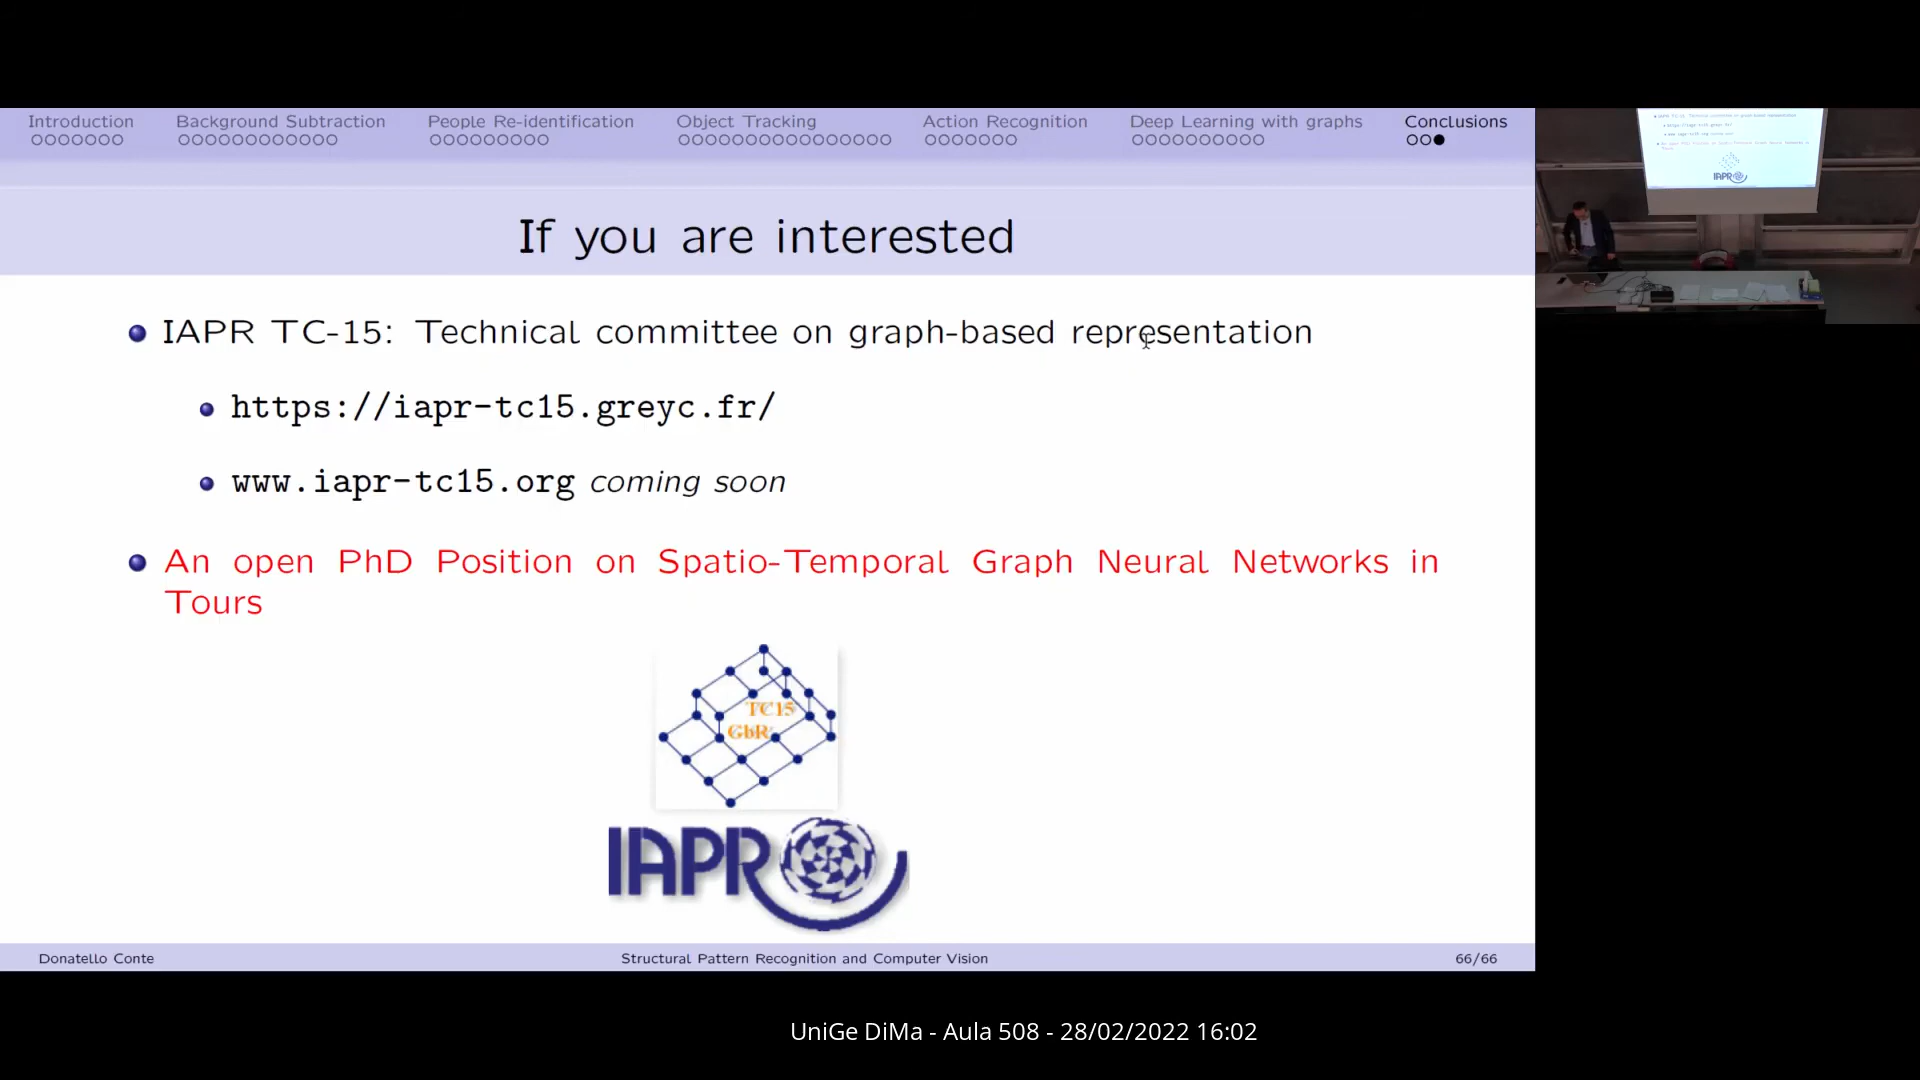 Introduction Background Subtraction People Re-identification Object Tracking Action Recognition Deep Learning with graphs Conclusions
If you are interested
IAPR TC-15: Technical committee on graph-based representation
https://iapr-tc15.greyc.fr/
www.iapr-tc15.org coming soon
An open PhD Position on Spatio-Temporal Graph Neural Networks in
Tours
TC15
GbR
IAPR
Donatello Conte Structural Pattern Recognition and Computer Vision 66/66
IAPR
UniGe DiMa - Aula 508 - 28/02/2022 16:02